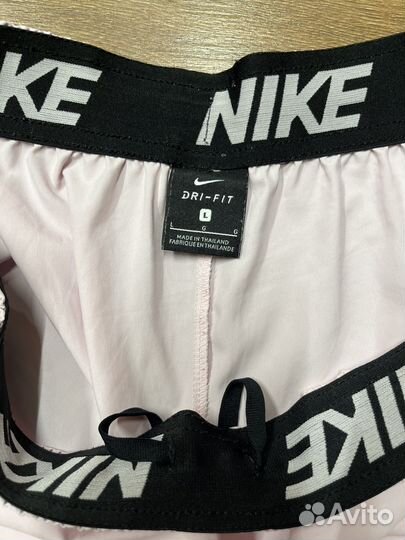 NIKE NIKE
DRI-FIT
L
L G G
MADE IN THAILAND
FABRIQUÉ EN THAÏLANDE
NIKE NIKE
Avito